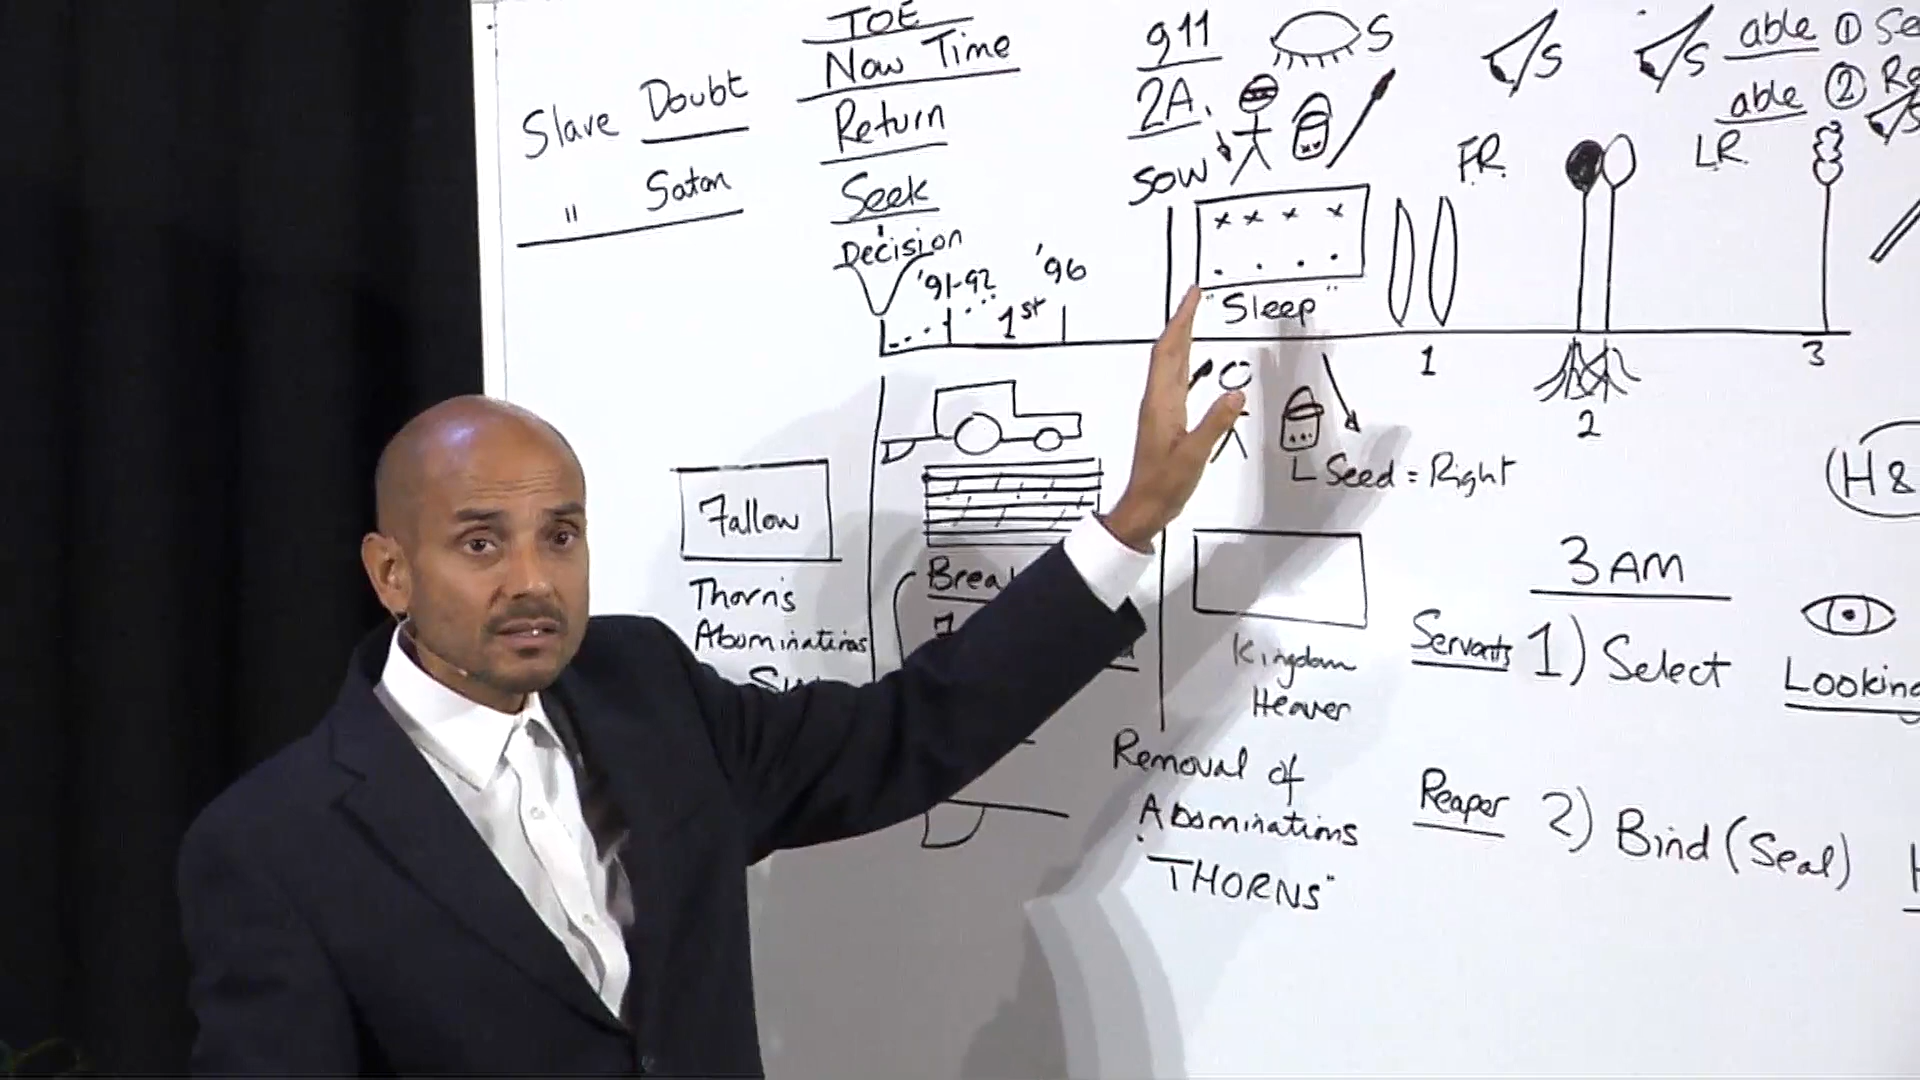 TOE
Now Time
Return
Seek
Decision
Slave Doubt
" Satan
'91-92
'96
1st
911
2A.
SOW
S
"Sleep"
S
S
able ① Se
able ② Re
F.R.
L.R.
1
2
3
Fallow
Thorns
Abominations
Brea
L Seed = Right
(H &
Kingdom
Heaven
Removal of
Abominations
"THORNS"
3 AM
Servants 1) Select
Looking
Reaper 2) Bind (Seal)